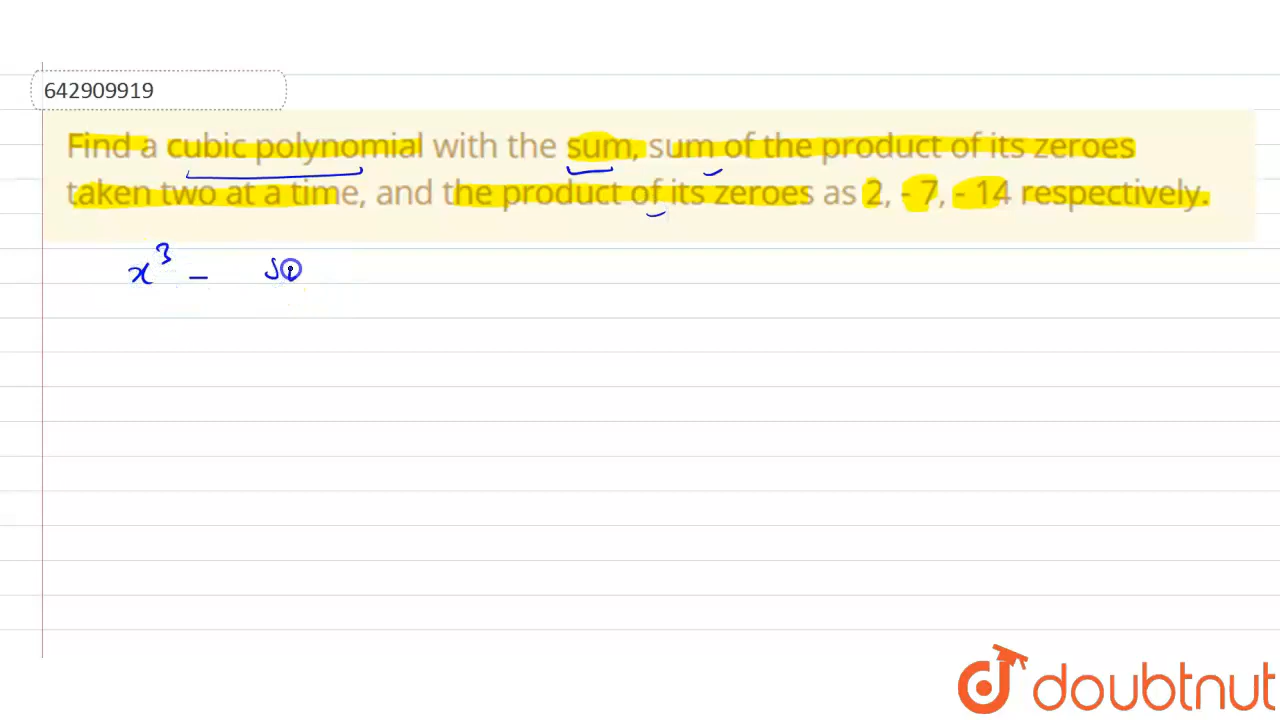 642909919
Find a cubic polynomial with the sum, sum of the product of its zeroes
taken two at a time, and the product of its zeroes as 2, - 7, - 14 respectively.
x³ -
doubtnut